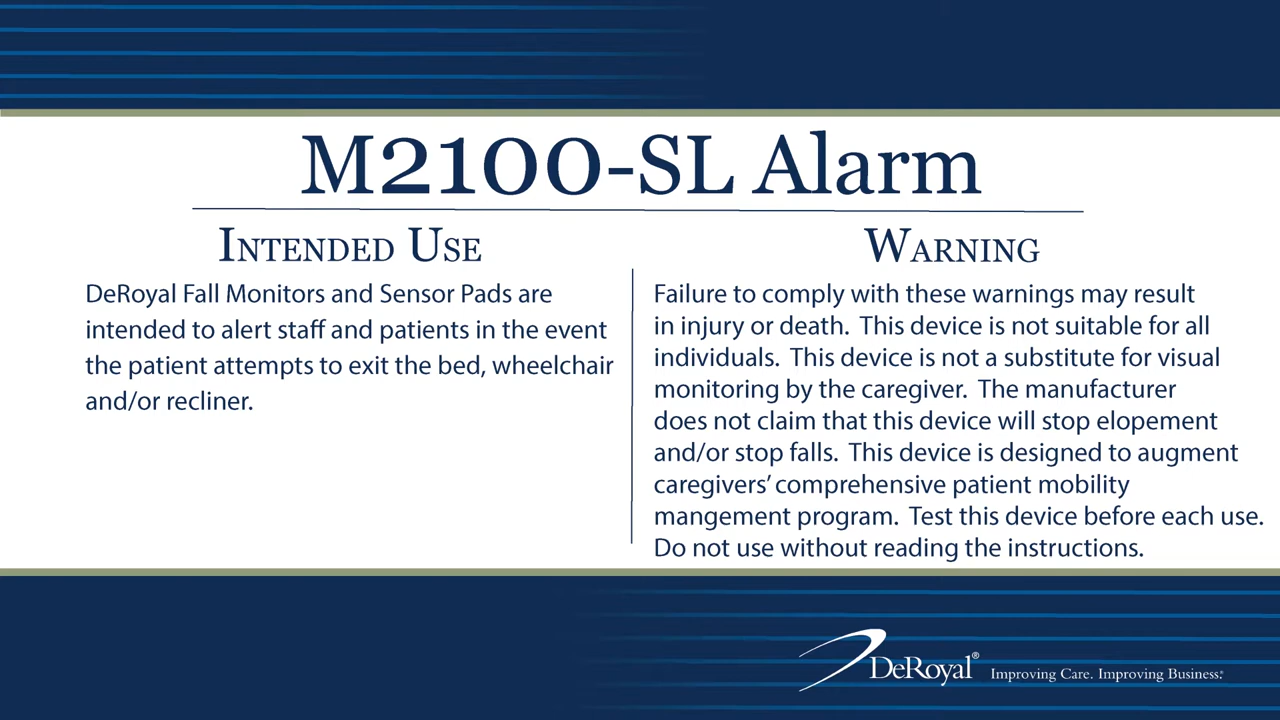 M2100-SL Alarm
Intended Use
DeRoyal Fall Monitors and Sensor Pads are
intended to alert staff and patients in the event
the patient attempts to exit the bed, wheelchair
and/or recliner.
Warning
Failure to comply with these warnings may result
in injury or death.  This device is not suitable for all
individuals.  This device is not a substitute for visual
monitoring by the caregiver.  The manufacturer
does not claim that this device will stop elopement
and/or stop falls.  This device is designed to augment
caregivers’ comprehensive patient mobility
mangement program.  Test this device before each use.
Do not use without reading the instructions.
DeRoyal® Improving Care. Improving Business.®